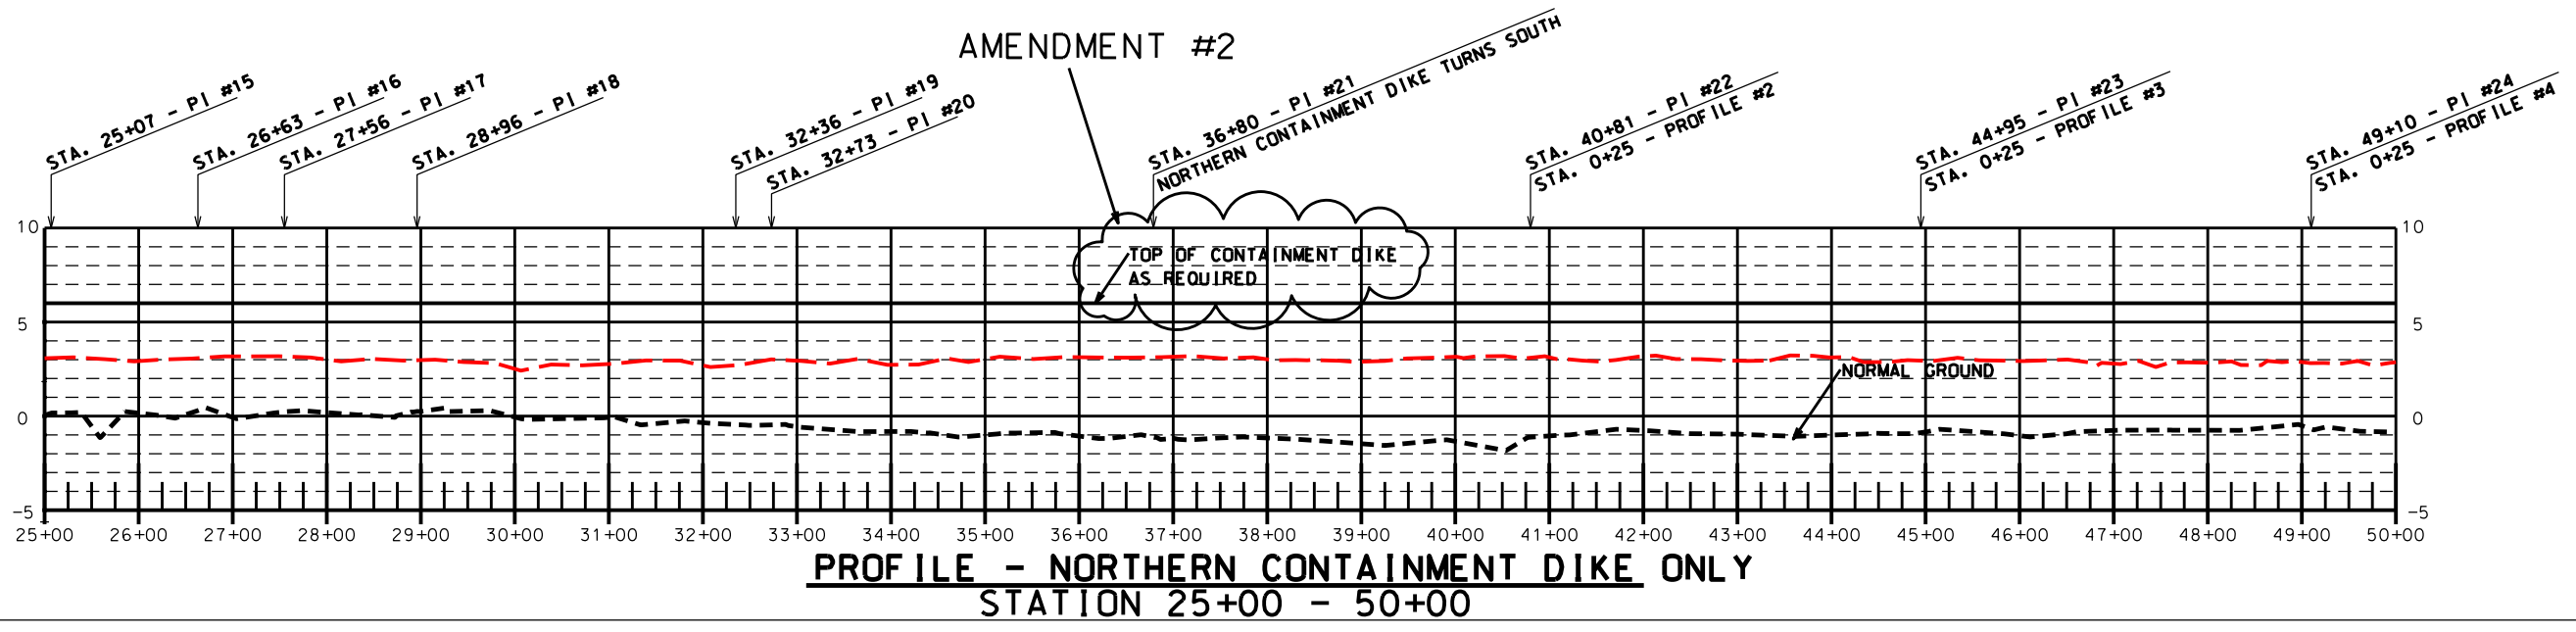 AMENDMENT #2
STA. 25+07 - PI #15
STA. 26+63 - PI #16
STA. 27+56 - PI #17
STA. 28+96 - PI #18
STA. 32+36 - PI #19
STA. 32+73 - PI #20
STA. 36+80 - PI #21
NORTHERN CONTAINMENT DIKE TURNS SOUTH
STA. 40+81 - PI #22
STA. 0+25 - PROFILE #2
STA. 44+95 - PI #23
STA. 0+25 - PROFILE #3
STA. 49+10 - PI #24
STA. 0+25 - PROFILE #4
10 10
TOP OF CONTAINMENT DIKE
AS REQUIRED
5 5
NORMAL GROUND
0 0
-5 -5
25+00 26+00 27+00 28+00 29+00 30+00 31+00 32+00 33+00 34+00 35+00 36+00 37+00 38+00 39+00 40+00 41+00 42+00 43+00 44+00 45+00 46+00 47+00 48+00 49+00 50+00
PROFILE - NORTHERN CONTAINMENT DIKE ONLY
STATION 25+00 - 50+00